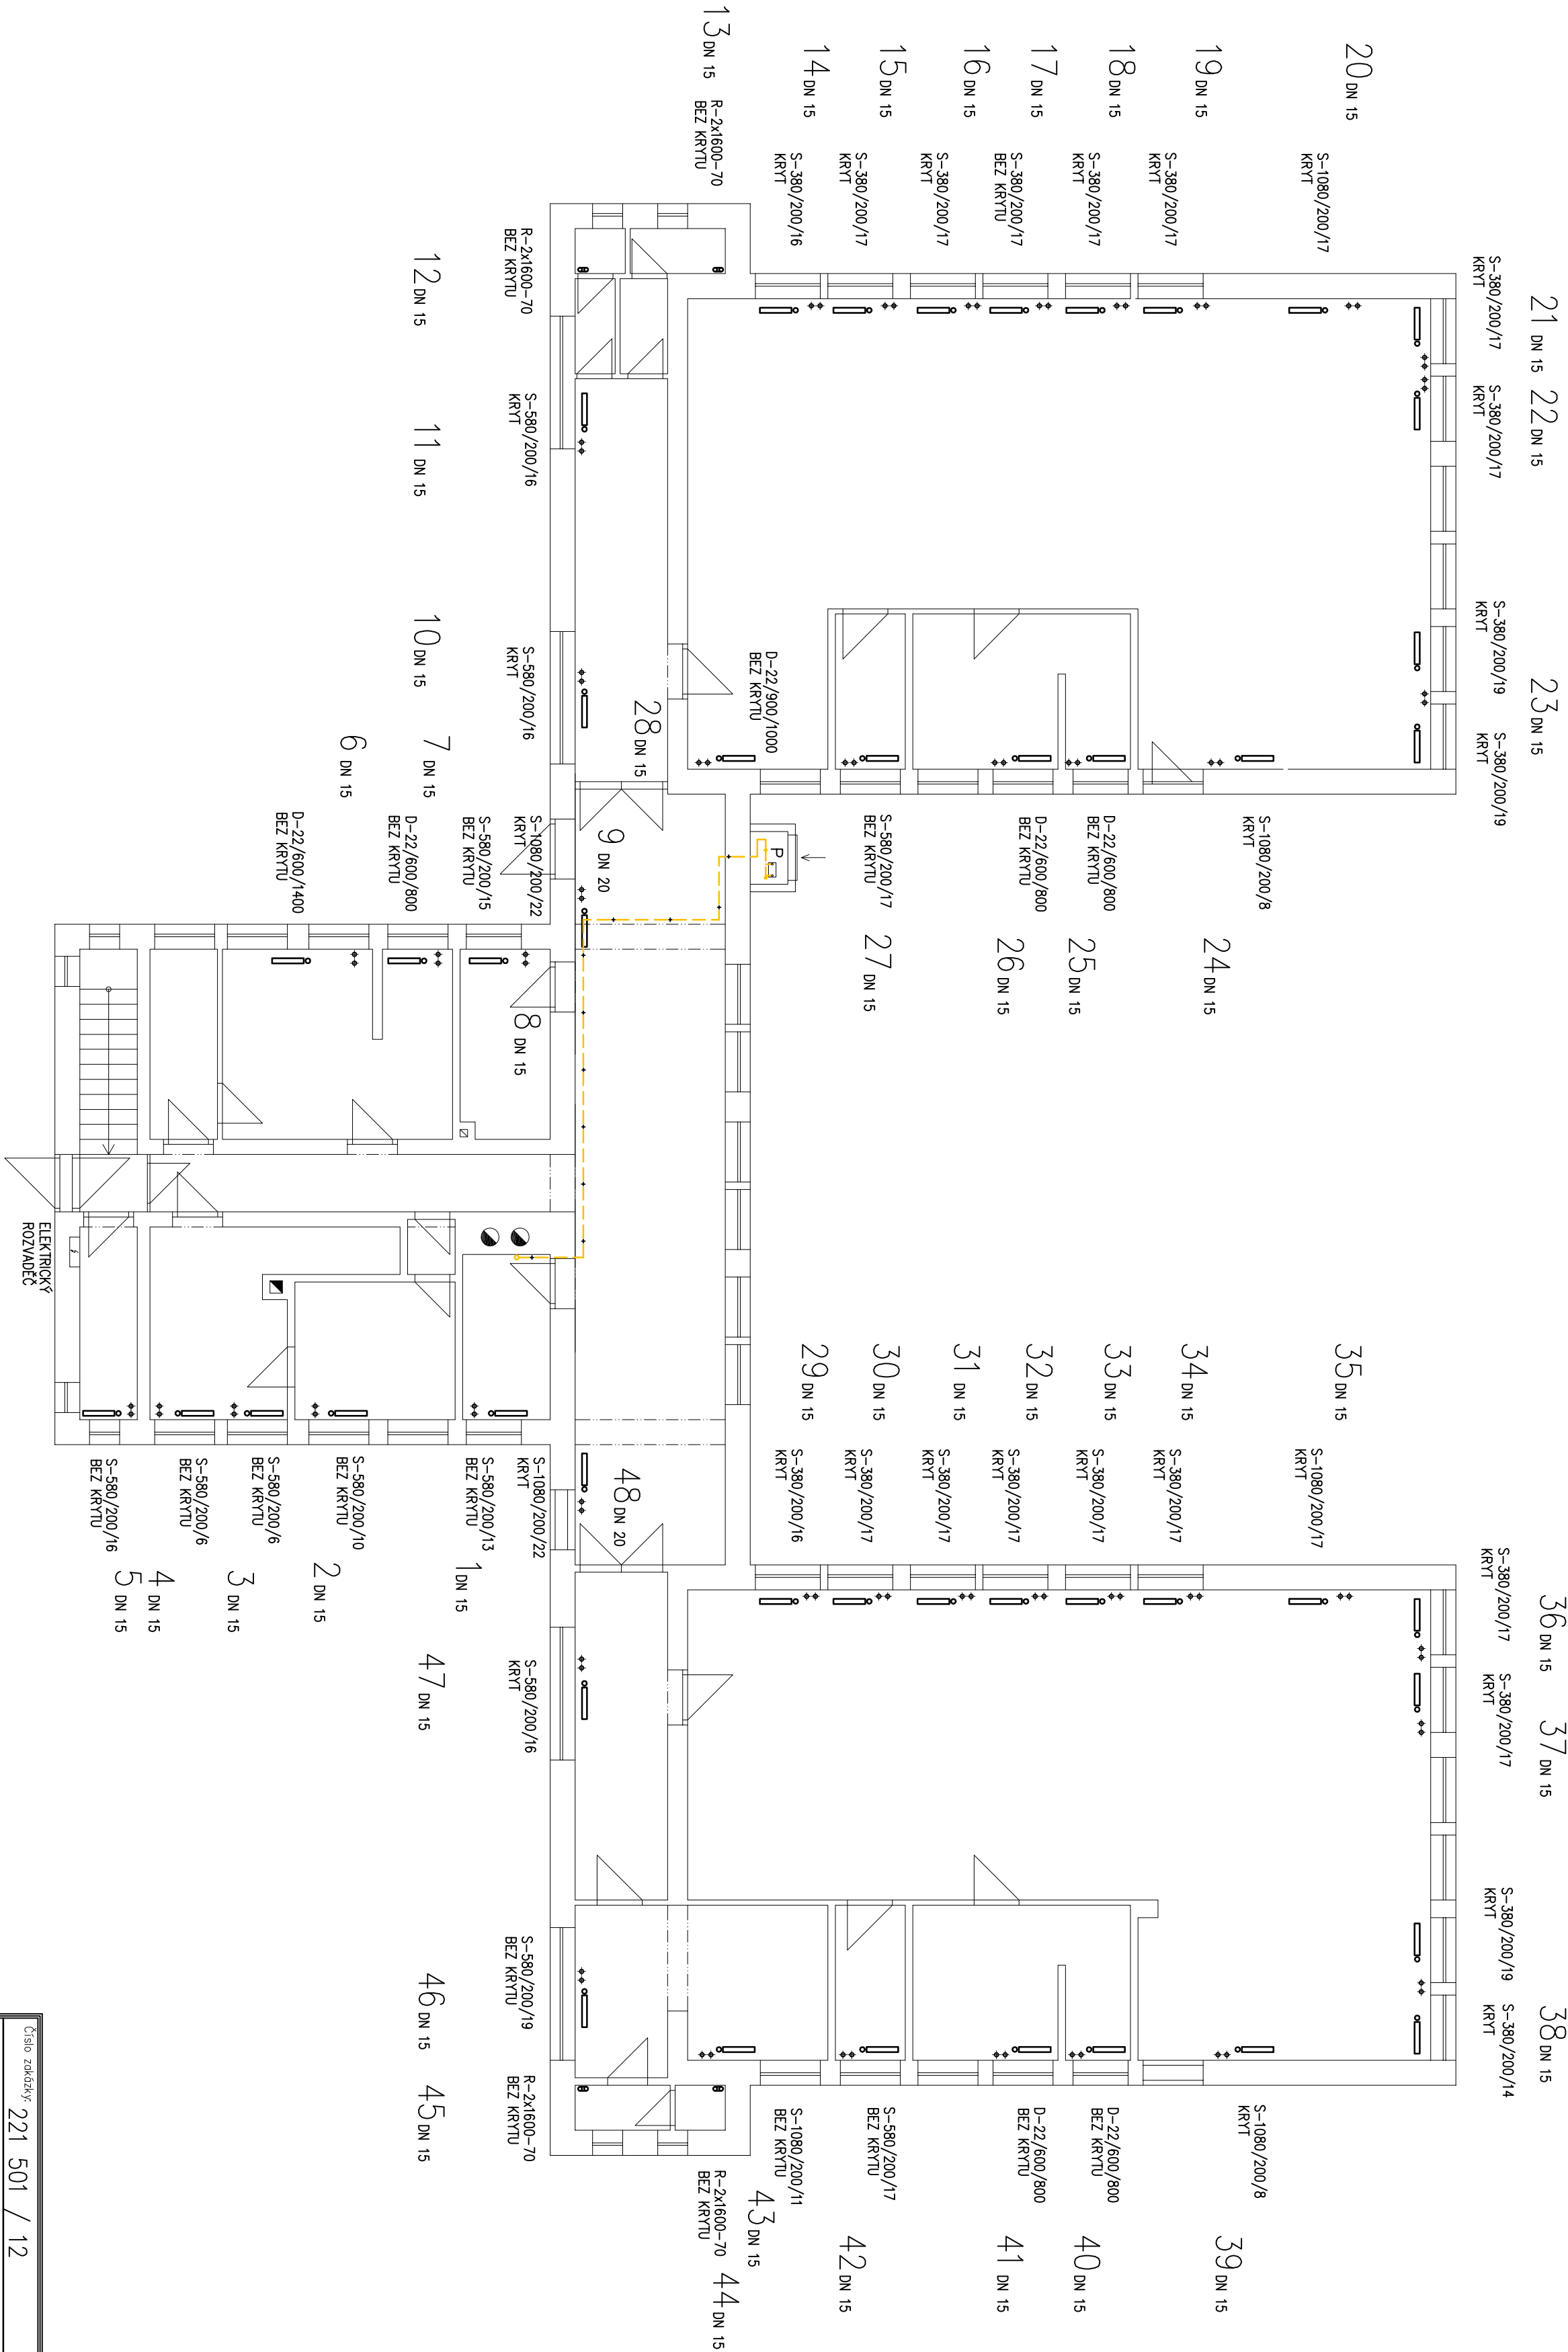 13 DN 15
R-2x1600-70
BEZ KRYTU
14 DN 15
S-380/200/16
KRYT
15 DN 15
S-380/200/17
KRYT
16 DN 15
S-380/200/17
KRYT
17 DN 15
S-380/200/17
BEZ KRYTU
18 DN 15
S-380/200/17
KRYT
19 DN 15
S-380/200/17
KRYT
20 DN 15
S-1080/200/17
KRYT
21 DN 15
S-380/200/17
KRYT
22 DN 15
S-380/200/17
KRYT
S-380/200/19
KRYT
23 DN 15
S-380/200/19
KRYT
12 DN 15
R-2x1600-70
BEZ KRYTU
11 DN 15
S-580/200/16
KRYT
10 DN 15
S-580/200/16
KRYT
28 DN 15
D-22/900/1000
BEZ KRYTU
6 DN 15
D-22/600/1400
BEZ KRYTU
7 DN 15
D-22/600/800
BEZ KRYTU
S-580/200/15
BEZ KRYTU
8 DN 15
S-1080/200/22
KRYT
9 DN 20
P
S-580/200/17
BEZ KRYTU
27 DN 15
D-22/600/800
BEZ KRYTU
26 DN 15
D-22/600/800
BEZ KRYTU
25 DN 15
S-1080/200/8
KRYT
24 DN 15
ELEKTRICKÝ
ROZVADĚČ
29 DN 15
S-380/200/16
KRYT
30 DN 15
S-380/200/17
KRYT
31 DN 15
S-380/200/17
KRYT
32 DN 15
S-380/200/17
KRYT
33 DN 15
S-380/200/17
KRYT
34 DN 15
S-380/200/17
KRYT
35 DN 15
S-1080/200/17
KRYT
S-380/200/17
KRYT
36 DN 15
S-380/200/17
KRYT
37 DN 15
S-380/200/19
KRYT
38 DN 15
S-380/200/14
KRYT
48 DN 20
S-1080/200/22
KRYT
S-580/200/13
BEZ KRYTU
1 DN 15
S-580/200/10
BEZ KRYTU
2 DN 15
S-580/200/6
BEZ KRYTU
3 DN 15
S-580/200/6
BEZ KRYTU
4 DN 15
S-580/200/16
BEZ KRYTU
5 DN 15
47 DN 15
S-580/200/16
KRYT
46 DN 15
S-580/200/19
BEZ KRYTU
45 DN 15
R-2x1600-70
BEZ KRYTU
R-2x1600-70
BEZ KRYTU
44 DN 15
S-1080/200/11
BEZ KRYTU
43 DN 15
S-580/200/17
BEZ KRYTU
42 DN 15
D-22/600/800
BEZ KRYTU
41 DN 15
D-22/600/800
BEZ KRYTU
40 DN 15
S-1080/200/8
KRYT
39 DN 15
Číslo zakázky: 221 501 / 12